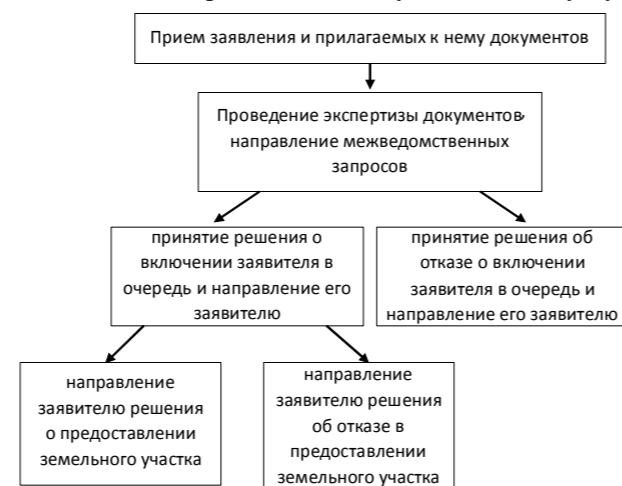 Прием заявления и прилагаемых к нему документов
Проведение экспертизы документов,
направление межведомственных
запросов
принятие решения о
включении заявителя в
очередь и направление его
заявителю
принятие решения об
отказе о включении
заявителя в очередь и
направление его заявителю
направление
заявителю решения
о предоставлении
земельного участка
направление
заявителю решения
об отказе в
предоставлении
земельного участка